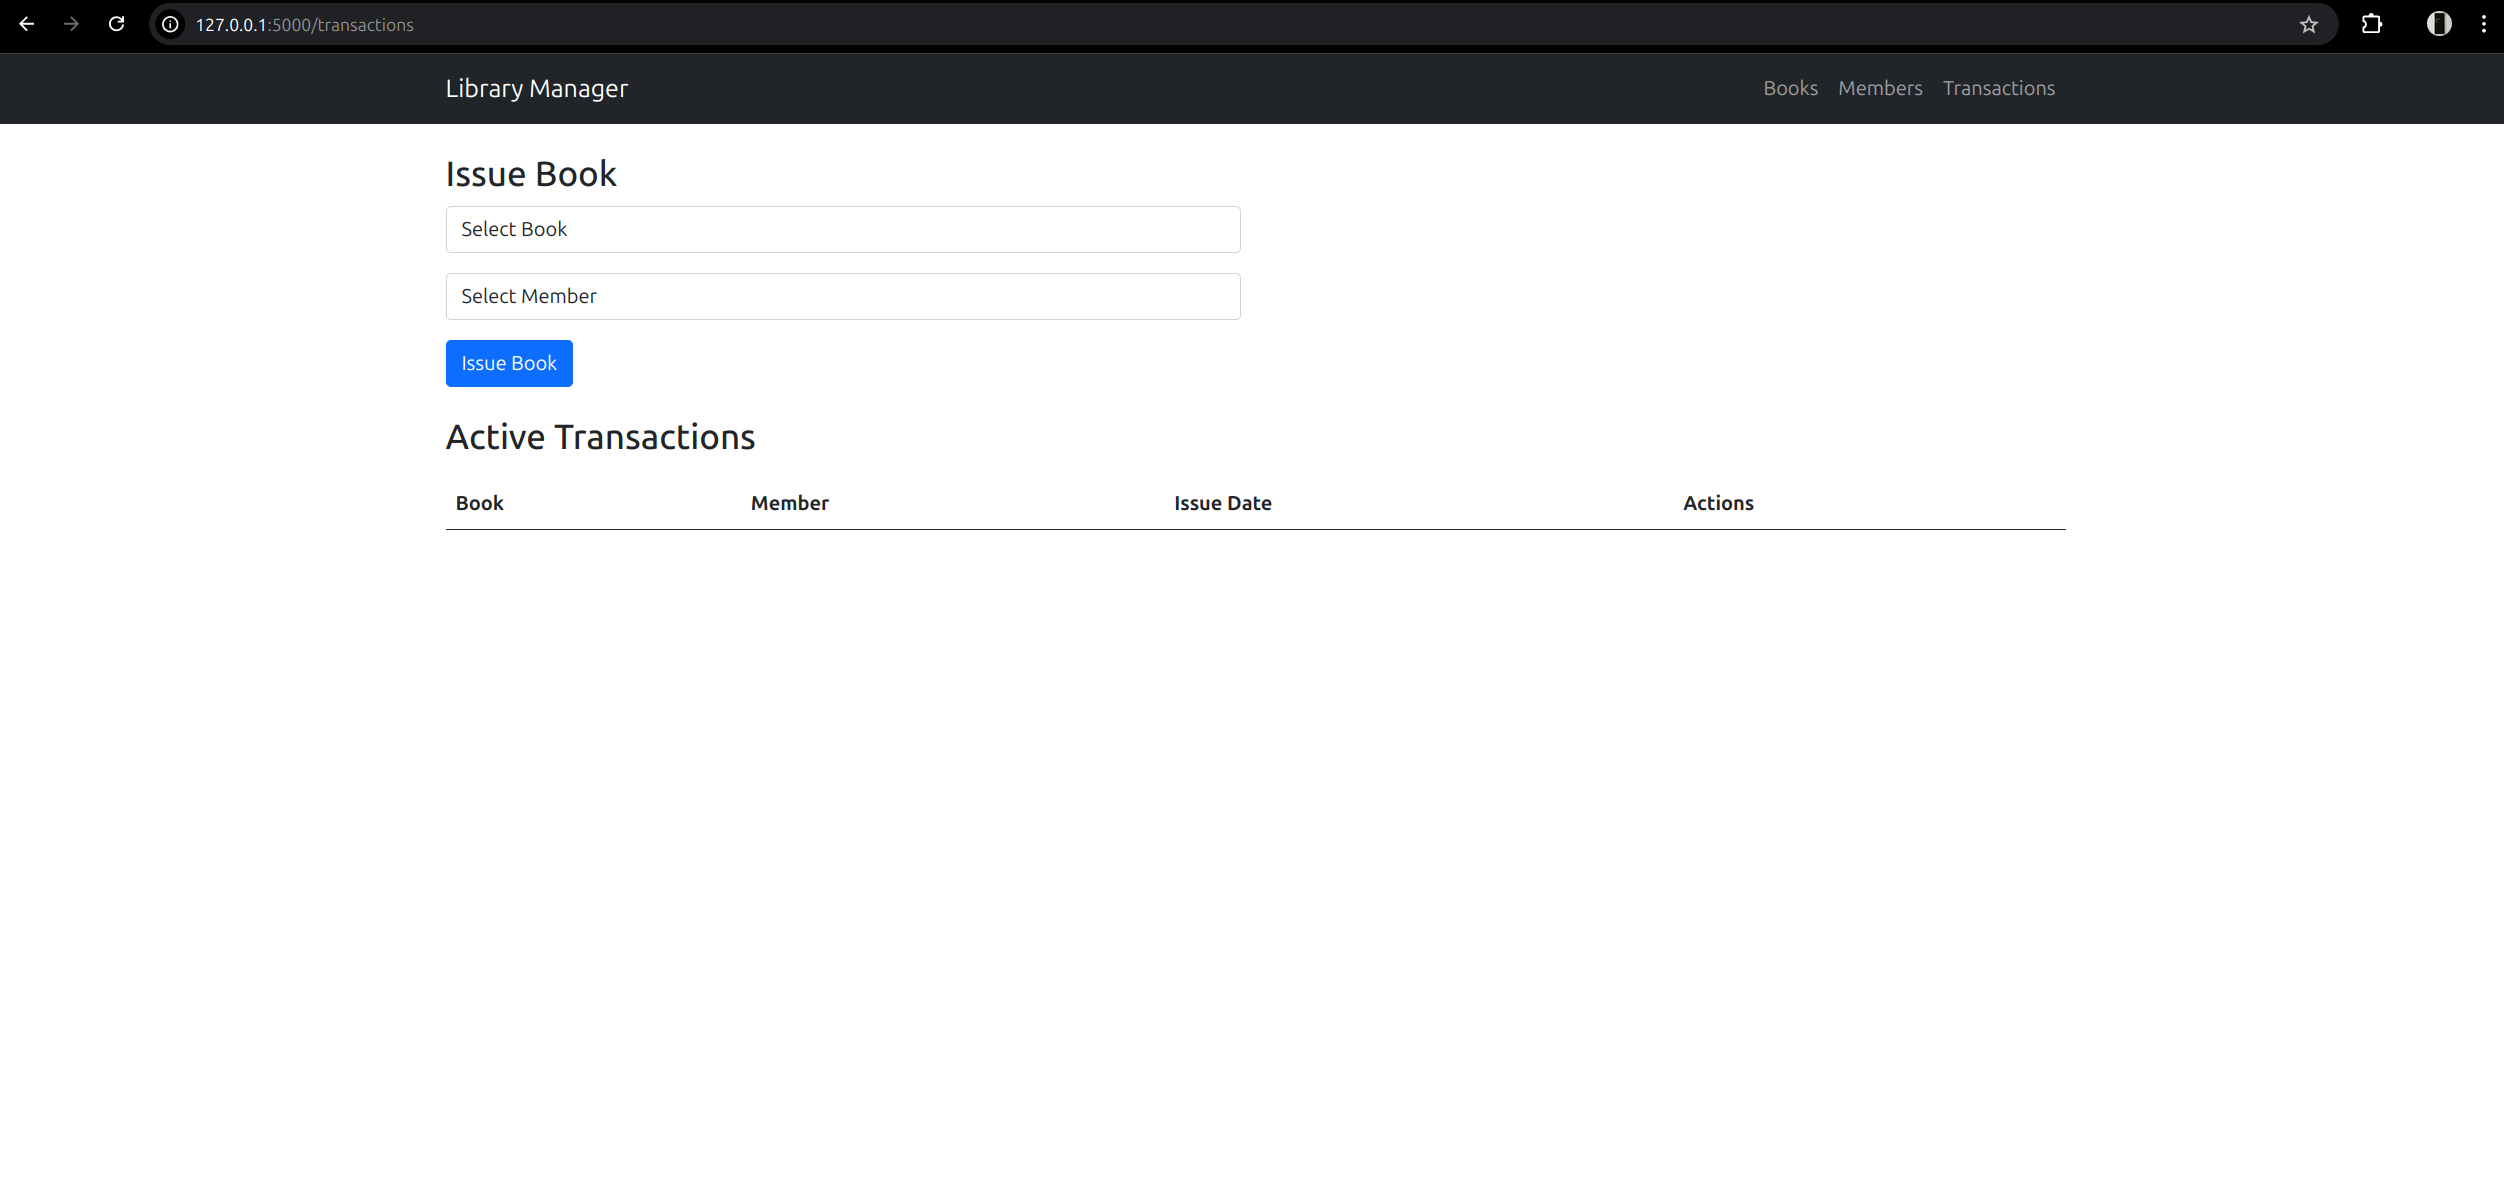 127.0.0.1:5000/transactions
Library Manager
Books Members Transactions
Issue Book
Select Book
Select Member
Issue Book
Active Transactions
Book Member Issue Date Actions